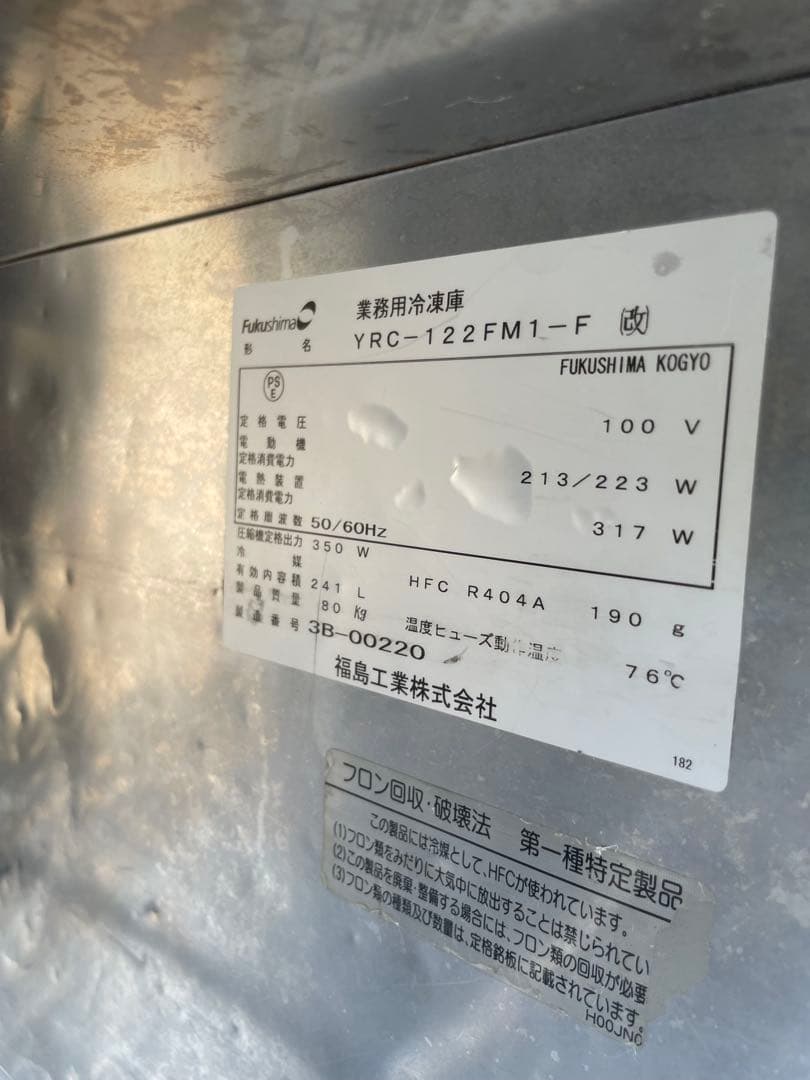 Fukushima 業務用冷凍庫
形名 YRC-122FM1-F ㋕
FUKUSHIMA KOGYO
PS E
定格電圧 100 V
電動機
定格消費電力 213/223 W
電熱装置
定格消費電力 317 W
定格周波数 50/60Hz
圧縮機定格出力 350 W
冷媒 HFC R404A 190 g
有効内容積 241 L
製品質量 80 Kg 温度ヒューズ動作温度 76℃
製造番号 3B-00220
福島工業株式会社
182
フロン回収・破壊法 第一種特定製品
この製品には冷媒として、HFCが使われています。
(1)フロン類をみだりに大気中に放出することは禁じられてい
(2)この製品を廃棄・整備する場合には、フロン類の回収が必要
(3)フロン類の種類及び数量は、定格銘板に記載されています。
H00JN0